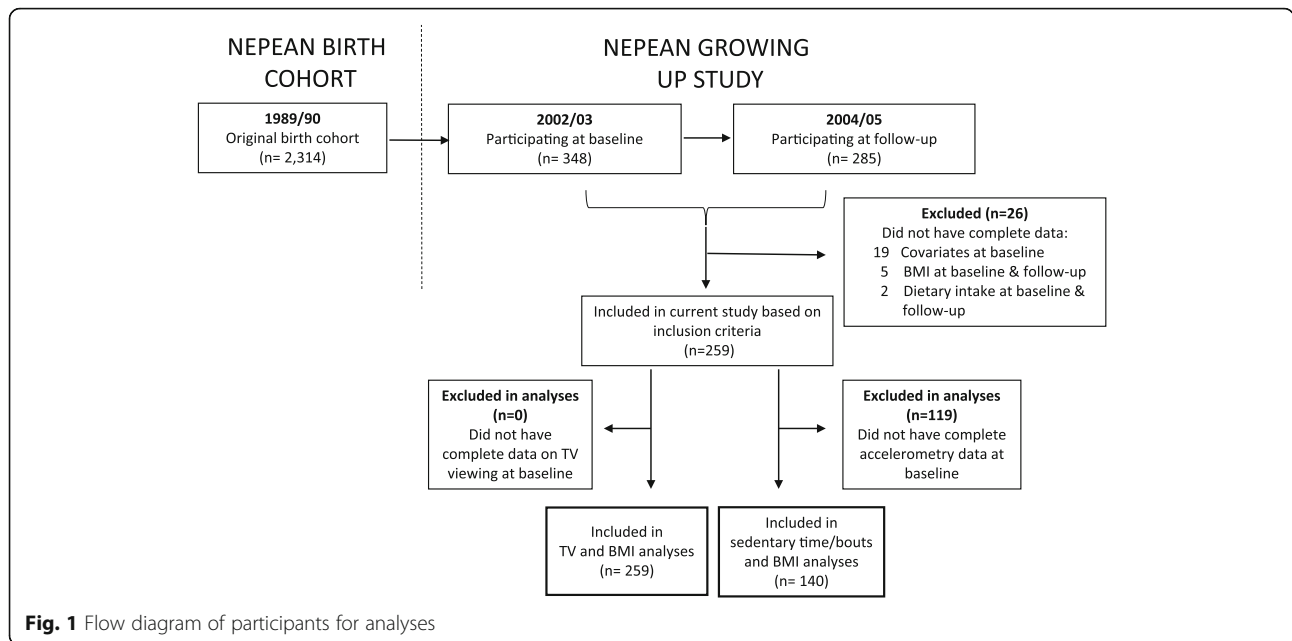 NEPEAN BIRTH
COHORT
NEPEAN GROWING
UP STUDY
1989/90
Original birth cohort
(n= 2,314)
2002/03
Participating at baseline
(n= 348)
2004/05
Participating at follow-up
(n= 285)
Excluded (n=26)
Did not have complete data:
19 Covariates at baseline
5 BMI at baseline & follow-up
2 Dietary intake at baseline &
follow-up
Included in current study based on
inclusion criteria
(n=259)
Excluded in analyses
(n=0)
Did not have
complete data on TV
viewing at baseline
Excluded in analyses
(n=119)
Did not have complete
accelerometry data at
baseline
Included in
TV and BMI analyses
(n= 259)
Included in
sedentary time/bouts
and BMI analyses
(n= 140)
Fig. 1 Flow diagram of participants for analyses